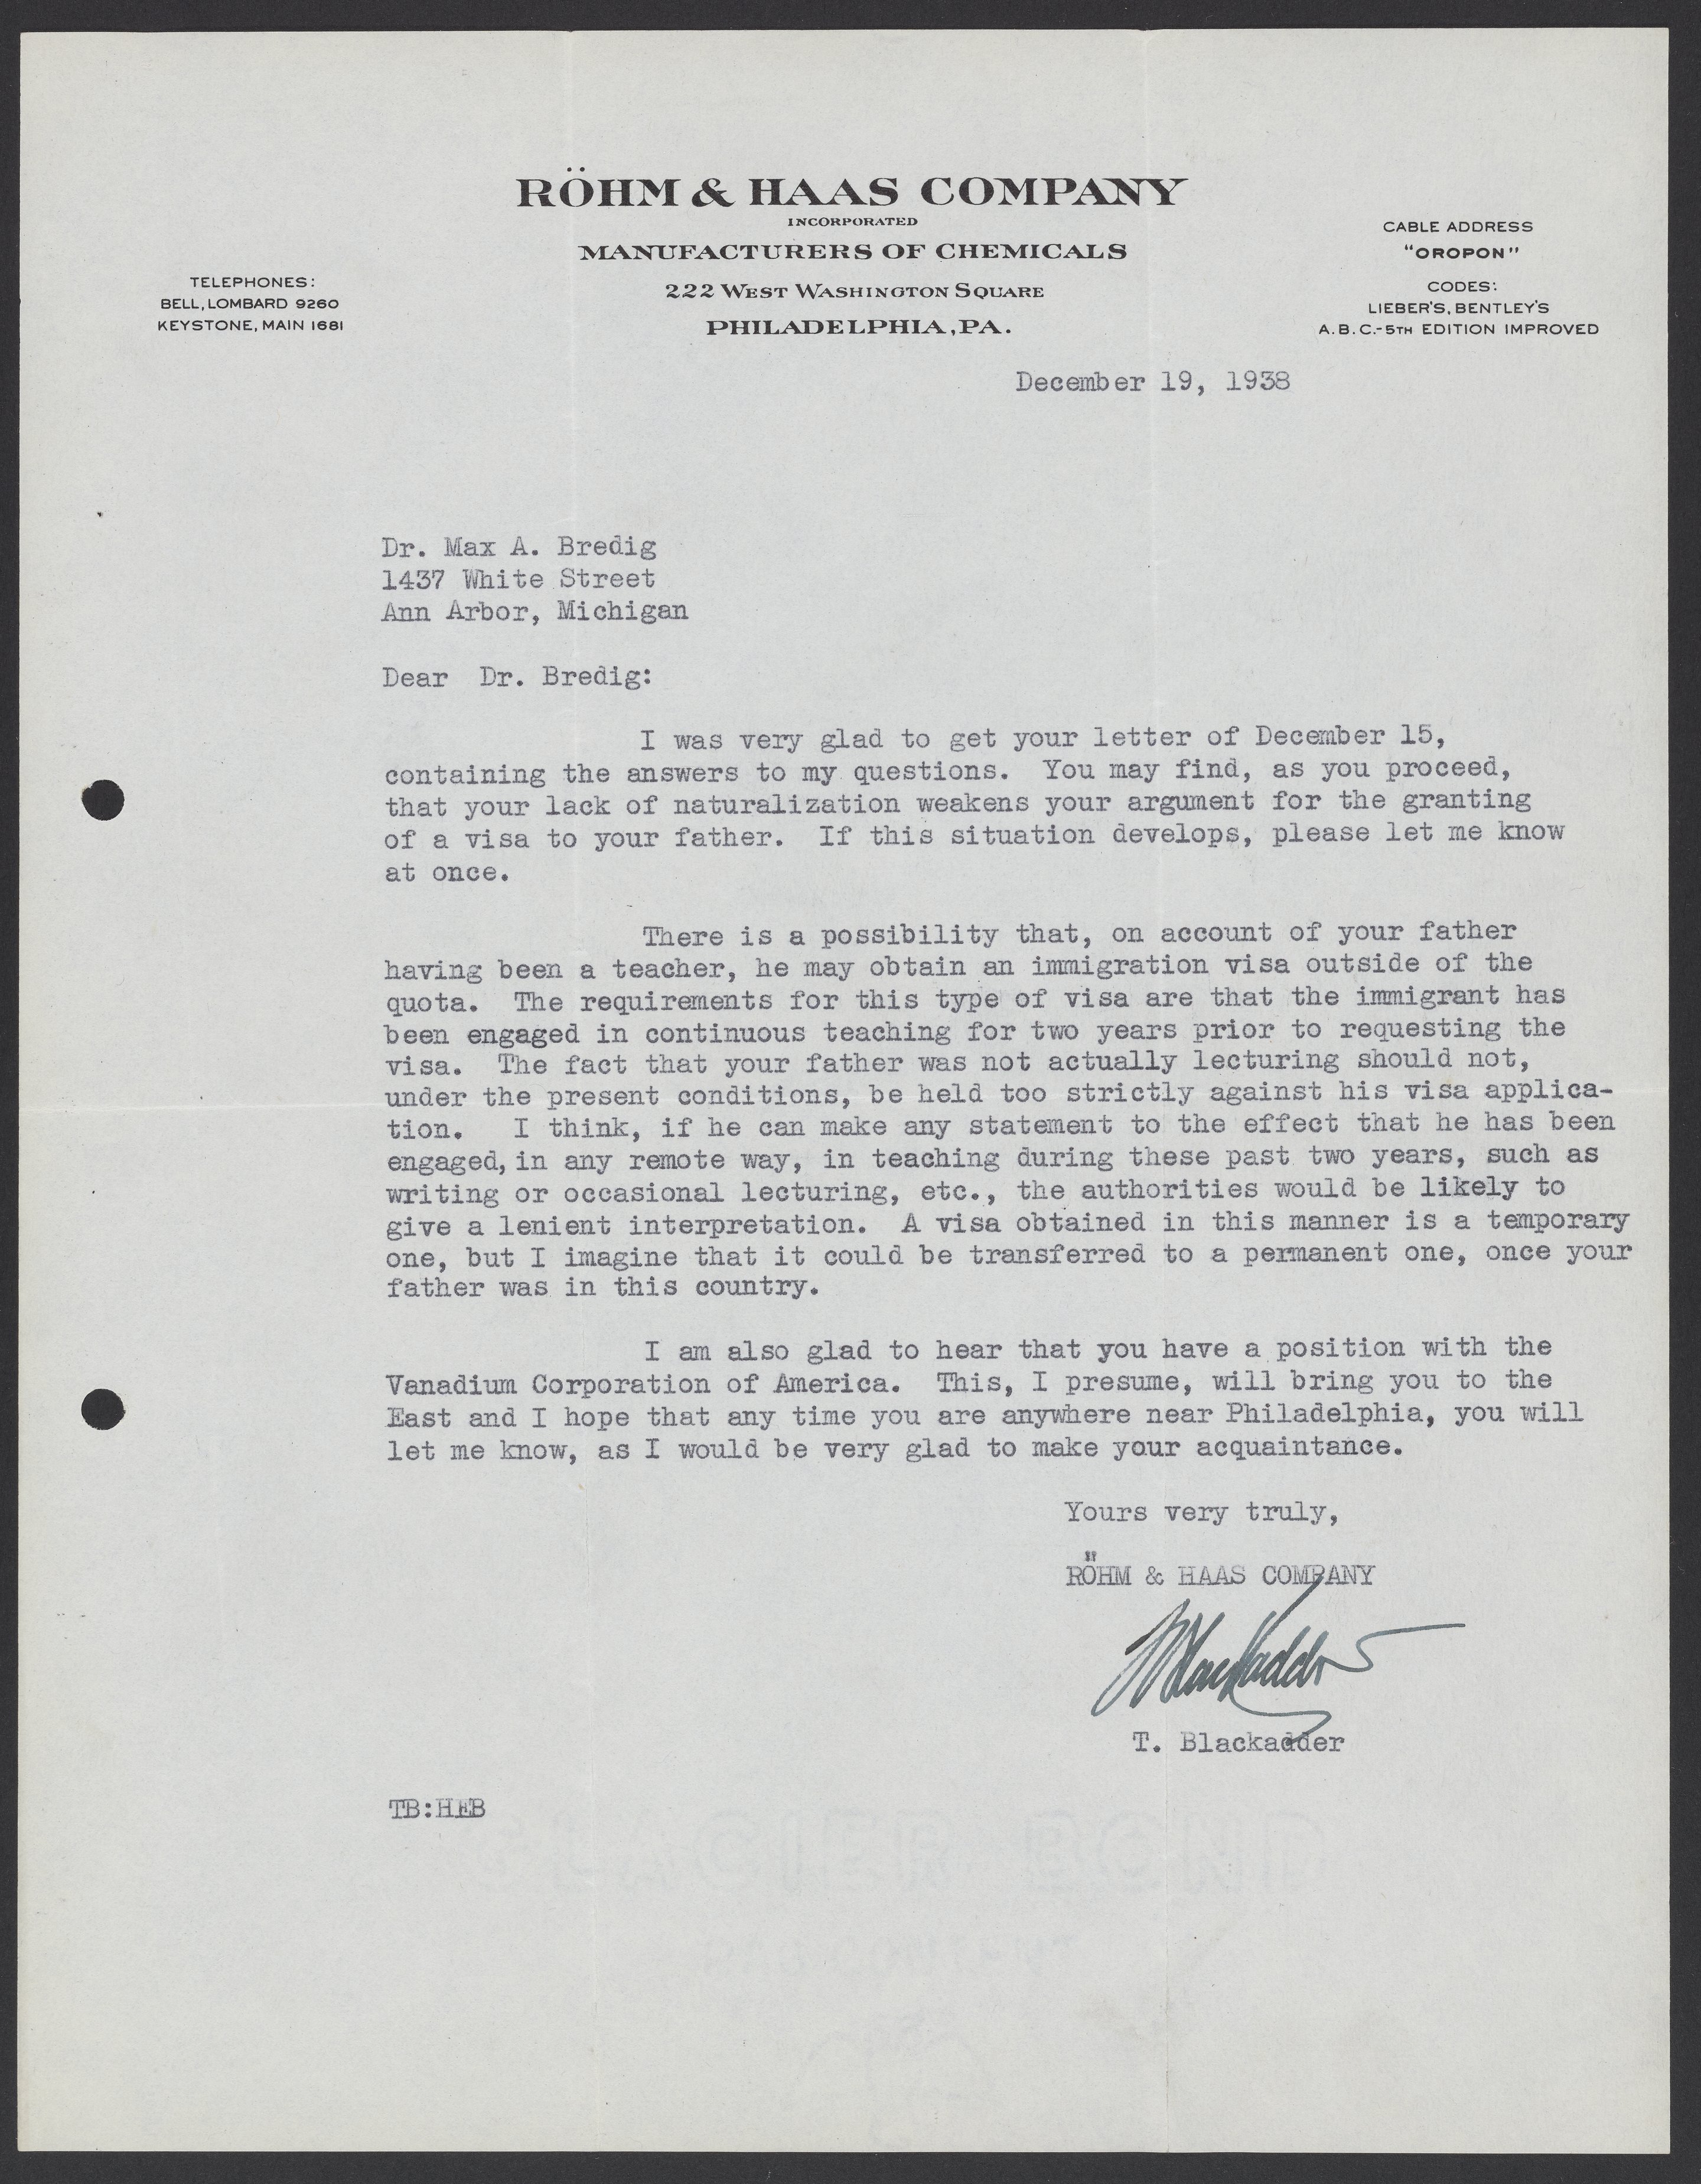 RÖHM & HAAS COMPANY
INCORPORATED
MANUFACTURERS OF CHEMICALS
222 WEST WASHINGTON SQUARE
PHILADELPHIA, PA.
TELEPHONES:
BELL, LOMBARD 9260
KEYSTONE, MAIN 1681
CABLE ADDRESS
"OROPON"
CODES:
LIEBER'S, BENTLEY'S
A.B.C.-5TH EDITION IMPROVED
December 19, 1938
Dr. Max A. Bredig
1437 White Street
Ann Arbor, Michigan
Dear Dr. Bredig:
I was very glad to get your letter of December 15,
containing the answers to my questions. You may find, as you proceed,
that your lack of naturalization weakens your argument for the granting
of a visa to your father. If this situation develops, please let me know
at once.
There is a possibility that, on account of your father
having been a teacher, he may obtain an immigration visa outside of the
quota. The requirements for this type of visa are that the immigrant has
been engaged in continuous teaching for two years prior to requesting the
visa. The fact that your father was not actually lecturing should not,
under the present conditions, be held too strictly against his visa applica-
tion. I think, if he can make any statement to the effect that he has been
engaged, in any remote way, in teaching during these past two years, such as
writing or occasional lecturing, etc., the authorities would be likely to
give a lenient interpretation. A visa obtained in this manner is a temporary
one, but I imagine that it could be transferred to a permanent one, once your
father was in this country.
I am also glad to hear that you have a position with the
Vanadium Corporation of America. This, I presume, will bring you to the
East and I hope that any time you are anywhere near Philadelphia, you will
let me know, as I would be very glad to make your acquaintance.
Yours very truly,
RÖHM & HAAS COMPANY
TBlackadder
T. Blackadder
TB:HEB